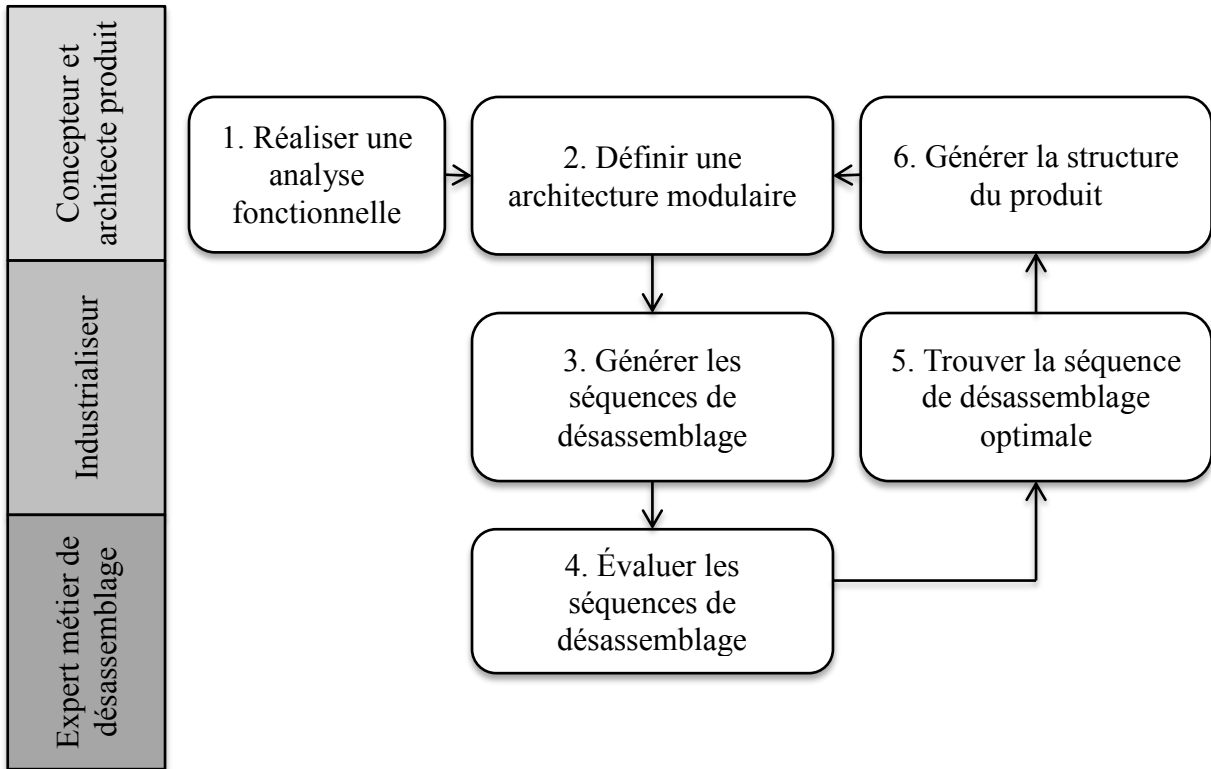 Concepteur et
architecte produit
1. Réaliser une
analyse
fonctionnelle
2. Définir une
architecture modulaire
6. Générer la structure
du produit
Industrialiseur
3. Générer les
séquences de
désassemblage
5. Trouver la séquence
de désassemblage
optimale
Expert métier de
désassemblage
4. Évaluer les
séquences de
désassemblage